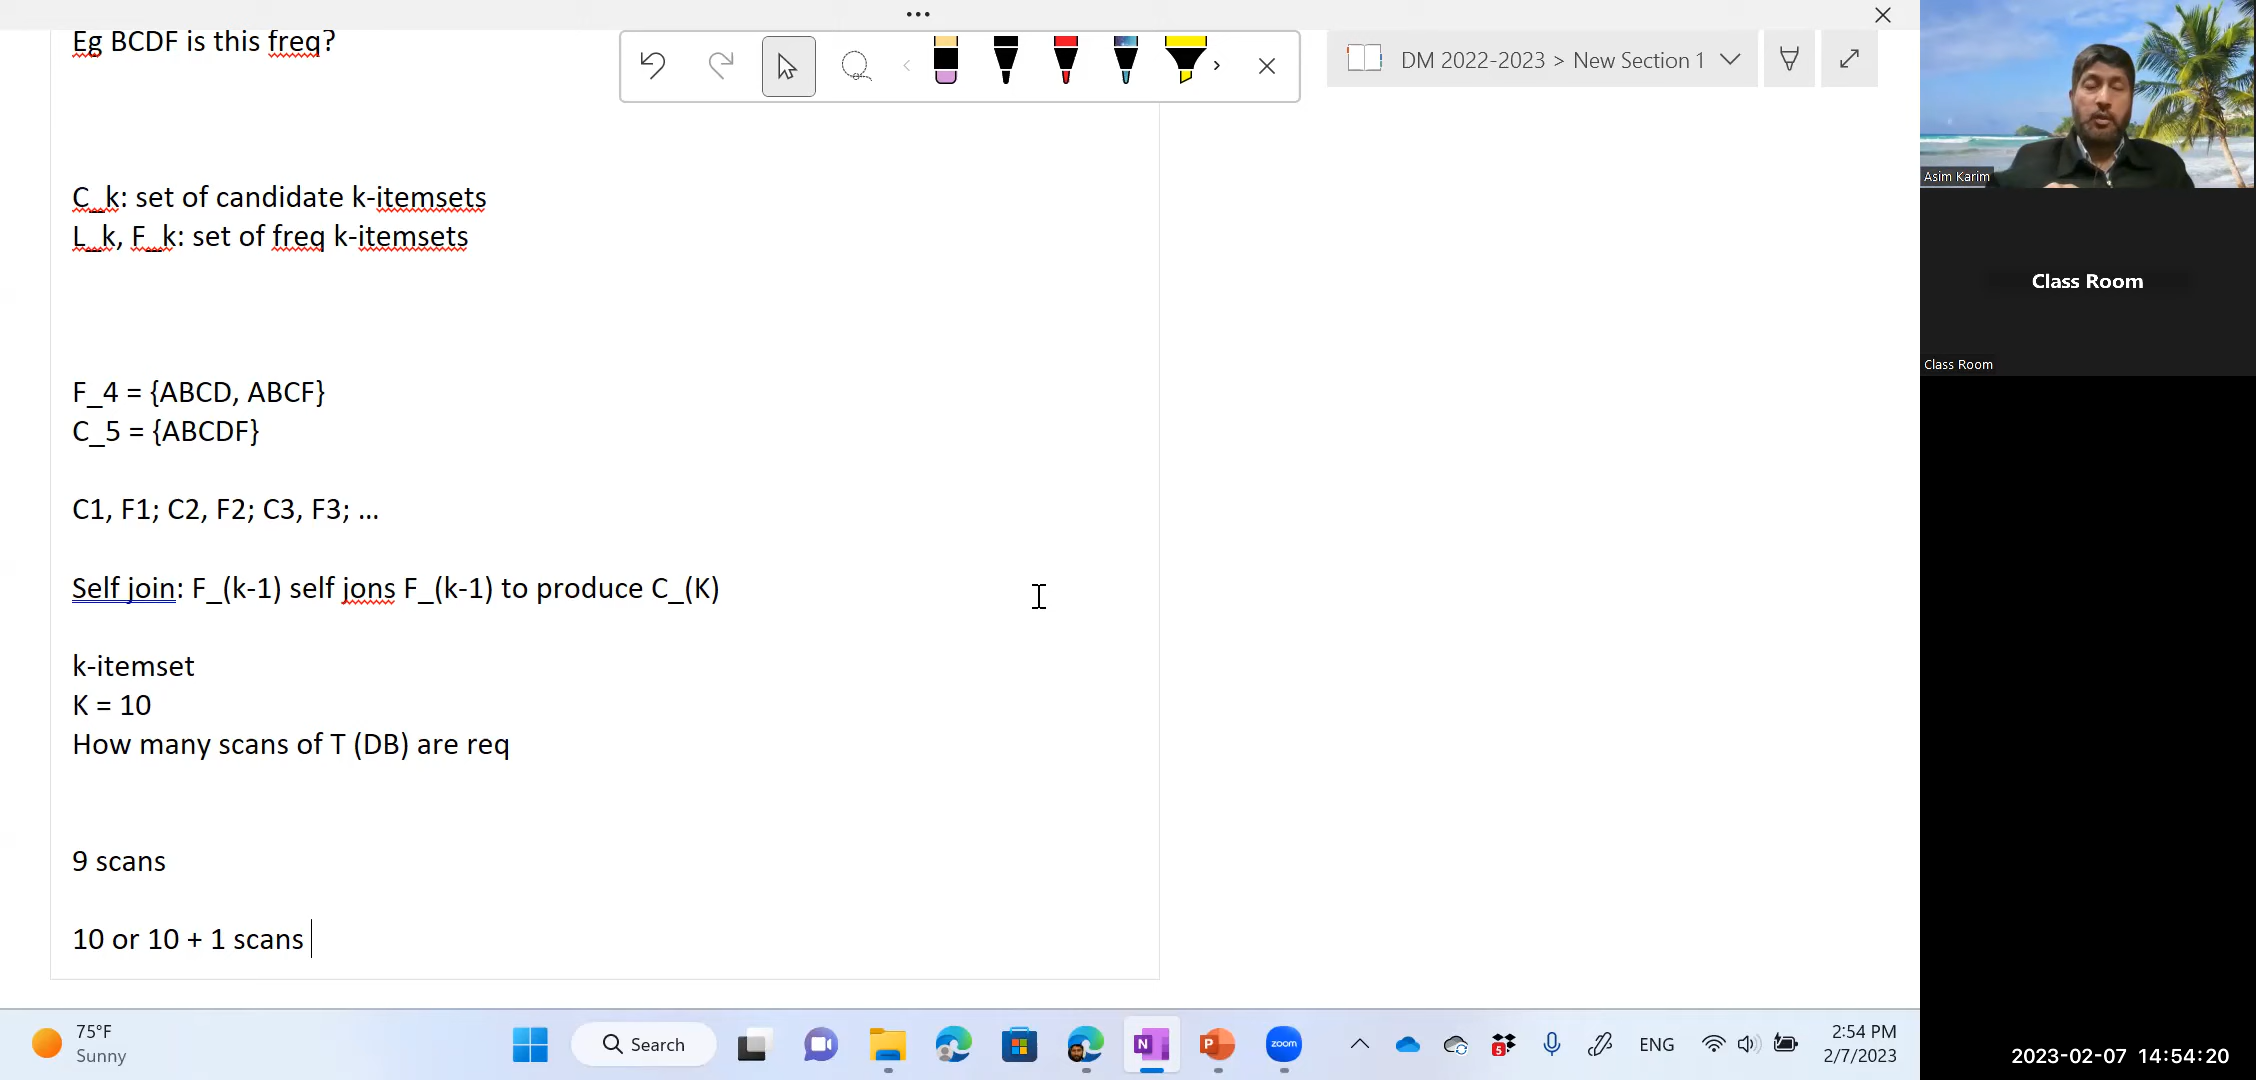 Eg BCDF is this freq?
DM 2022-2023 > New Section 1
C_k: set of candidate k-itemsets
L_k, F_k: set of freq k-itemsets
F_4 = {ABCD, ABCF}
C_5 = {ABCDF}
C1, F1; C2, F2; C3, F3; ...
Self join: F_(k-1) self jons F_(k-1) to produce C_(K)
k-itemset
K = 10
How many scans of T (DB) are req
9 scans
10 or 10 + 1 scans
Asim Karim
Class Room
Class Room
75°F
Sunny
Search
N
P
zoom
5
ENG
2:54 PM
2/7/2023
2023-02-07 14:54:20